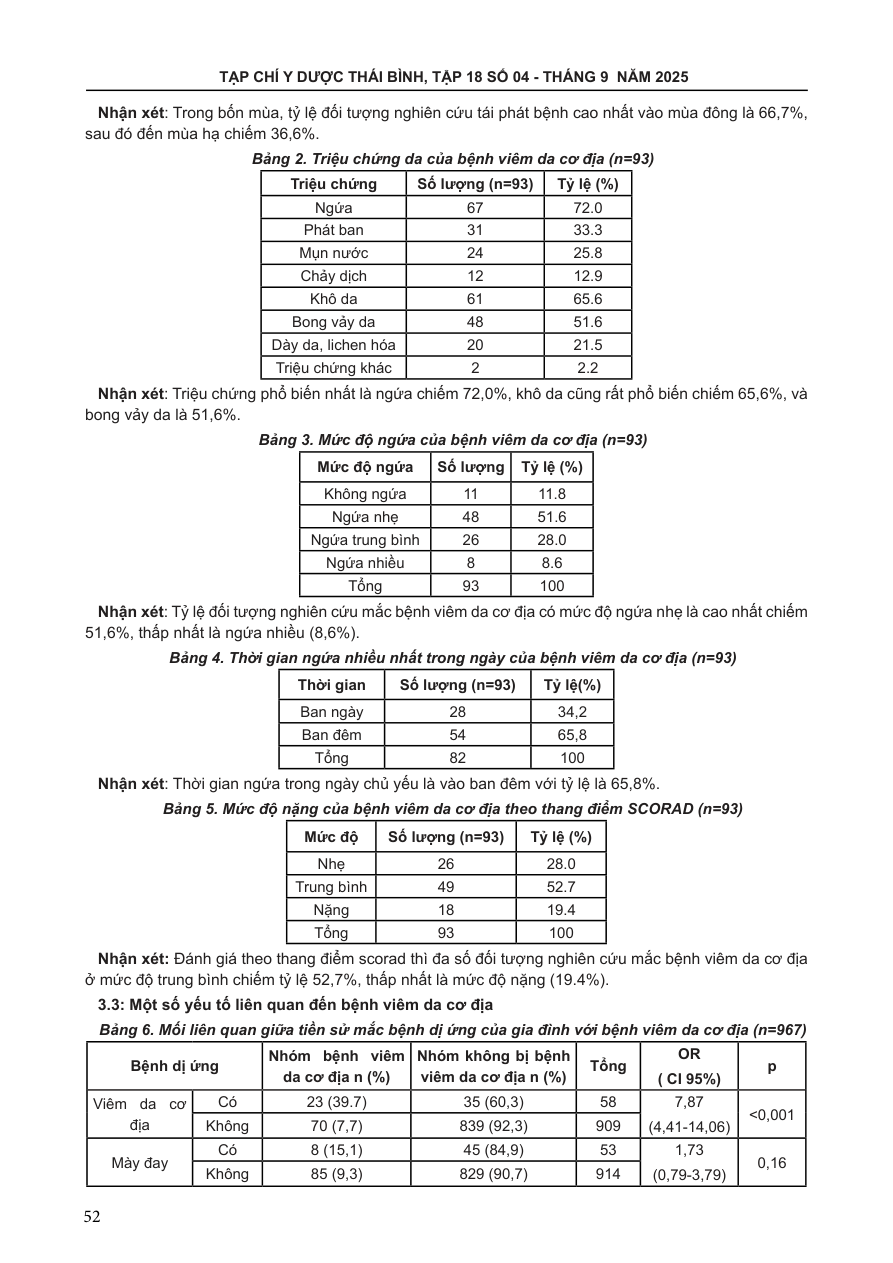 TẠP CHÍ Y DƯỢC THÁI BÌNH, TẬP 18 SỐ 04 - THÁNG 9 NĂM 2025
Nhận xét: Trong bốn mùa, tỷ lệ đối tượng nghiên cứu tái phát bệnh cao nhất vào mùa đông là 66,7%,
sau đó đến mùa hạ chiếm 36,6%.
Bảng 2. Triệu chứng da của bệnh viêm da cơ địa (n=93)
Triệu chứng Số lượng (n=93) Tỷ lệ (%)
Ngứa 67 72.0
Phát ban 31 33.3
Mụn nước 24 25.8
Chảy dịch 12 12.9
Khô da 61 65.6
Bong vảy da 48 51.6
Dày da, lichen hóa 20 21.5
Triệu chứng khác 2 2.2
Nhận xét: Triệu chứng phổ biến nhất là ngứa chiếm 72,0%, khô da cũng rất phổ biến chiếm 65,6%, và
bong vảy da là 51,6%.
Bảng 3. Mức độ ngứa của bệnh viêm da cơ địa (n=93)
Mức độ ngứa Số lượng Tỷ lệ (%)
Không ngứa 11 11.8
Ngứa nhẹ 48 51.6
Ngứa trung bình 26 28.0
Ngứa nhiều 8 8.6
Tổng 93 100
Nhận xét: Tỷ lệ đối tượng nghiên cứu mắc bệnh viêm da cơ địa có mức độ ngứa nhẹ là cao nhất chiếm
51,6%, thấp nhất là ngứa nhiều (8,6%).
Bảng 4. Thời gian ngứa nhiều nhất trong ngày của bệnh viêm da cơ địa (n=93)
Thời gian Số lượng (n=93) Tỷ lệ(%)
Ban ngày 28 34,2
Ban đêm 54 65,8
Tổng 82 100
Nhận xét: Thời gian ngứa trong ngày chủ yếu là vào ban đêm với tỷ lệ là 65,8%.
Bảng 5. Mức độ nặng của bệnh viêm da cơ địa theo thang điểm SCORAD (n=93)
Mức độ Số lượng (n=93) Tỷ lệ (%)
Nhẹ 26 28.0
Trung bình 49 52.7
Nặng 18 19.4
Tổng 93 100
Nhận xét: Đánh giá theo thang điểm scorad thì đa số đối tượng nghiên cứu mắc bệnh viêm da cơ địa
ở mức độ trung bình chiếm tỷ lệ 52,7%, thấp nhất là mức độ nặng (19.4%).
3.3: Một số yếu tố liên quan đến bệnh viêm da cơ địa
Bảng 6. Mối liên quan giữa tiền sử mắc bệnh dị ứng của gia đình với bệnh viêm da cơ địa (n=967)
Bệnh dị ứng Nhóm bệnh viêm da cơ địa n (%) Nhóm không bị bệnh viêm da cơ địa n (%) Tổng OR ( CI 95%) p
Viêm da cơ địa Có 23 (39.7) 35 (60,3) 58 7,87 (4,41-14,06) <0,001
Không 70 (7,7) 839 (92,3) 909
Mày đay Có 8 (15,1) 45 (84,9) 53 1,73 (0,79-3,79) 0,16
Không 85 (9,3) 829 (90,7) 914
52